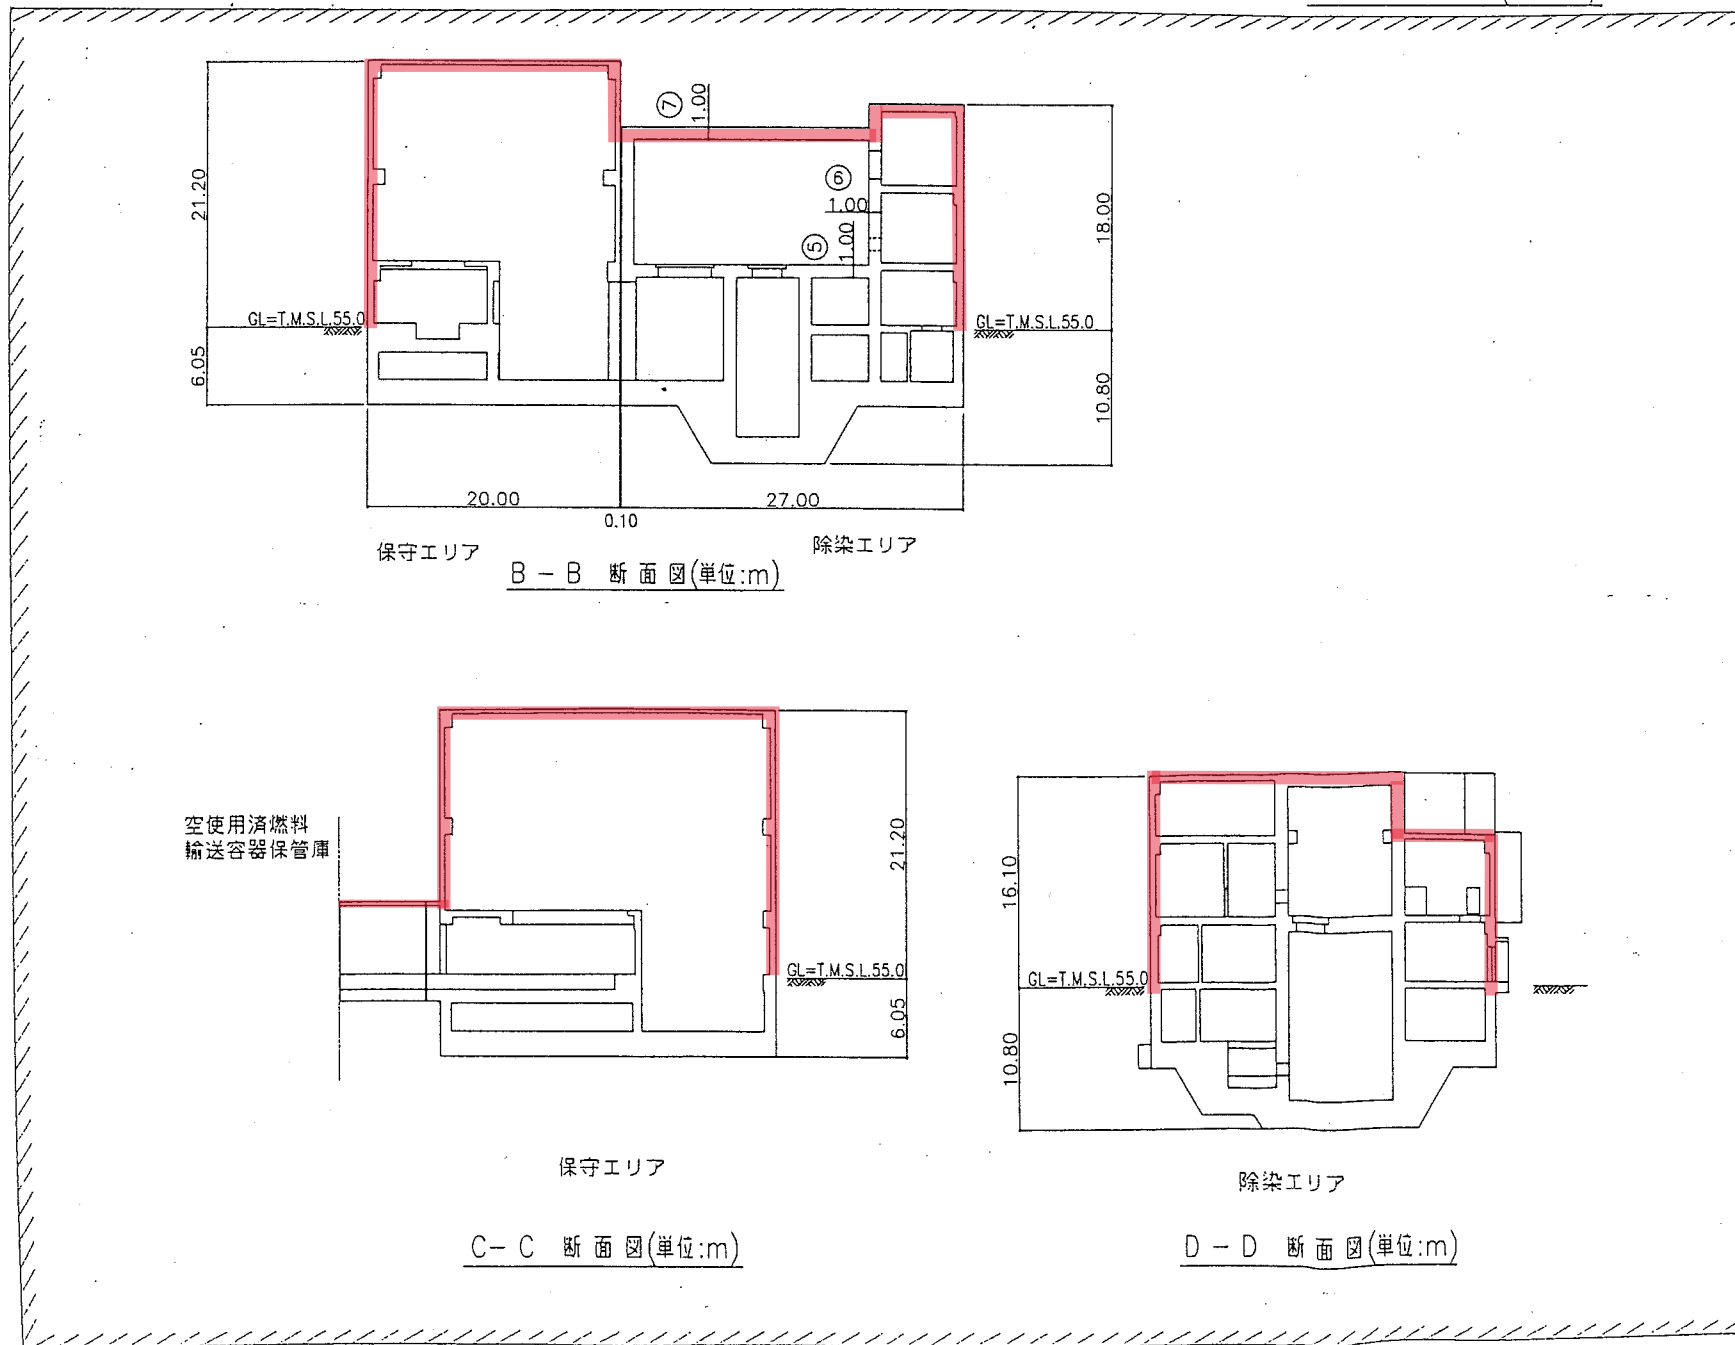 ⑦
1.00
21.20
⑥
1.00
18.00
⑤
1.00
GL=T.M.S.L.55.0
GL=T.M.S.L.55.0
6.05
10.80
20.00
27.00
0.10
保守エリア
除染エリア
B-B 断面図(単位:m)
空使用済燃料
輸送容器保管庫
21.20
16.10
GL=T.M.S.L.55.0
GL=T.M.S.L.55.0
6.05
10.80
保守エリア
除染エリア
C-C 断面図(単位:m)
D-D 断面図(単位:m)